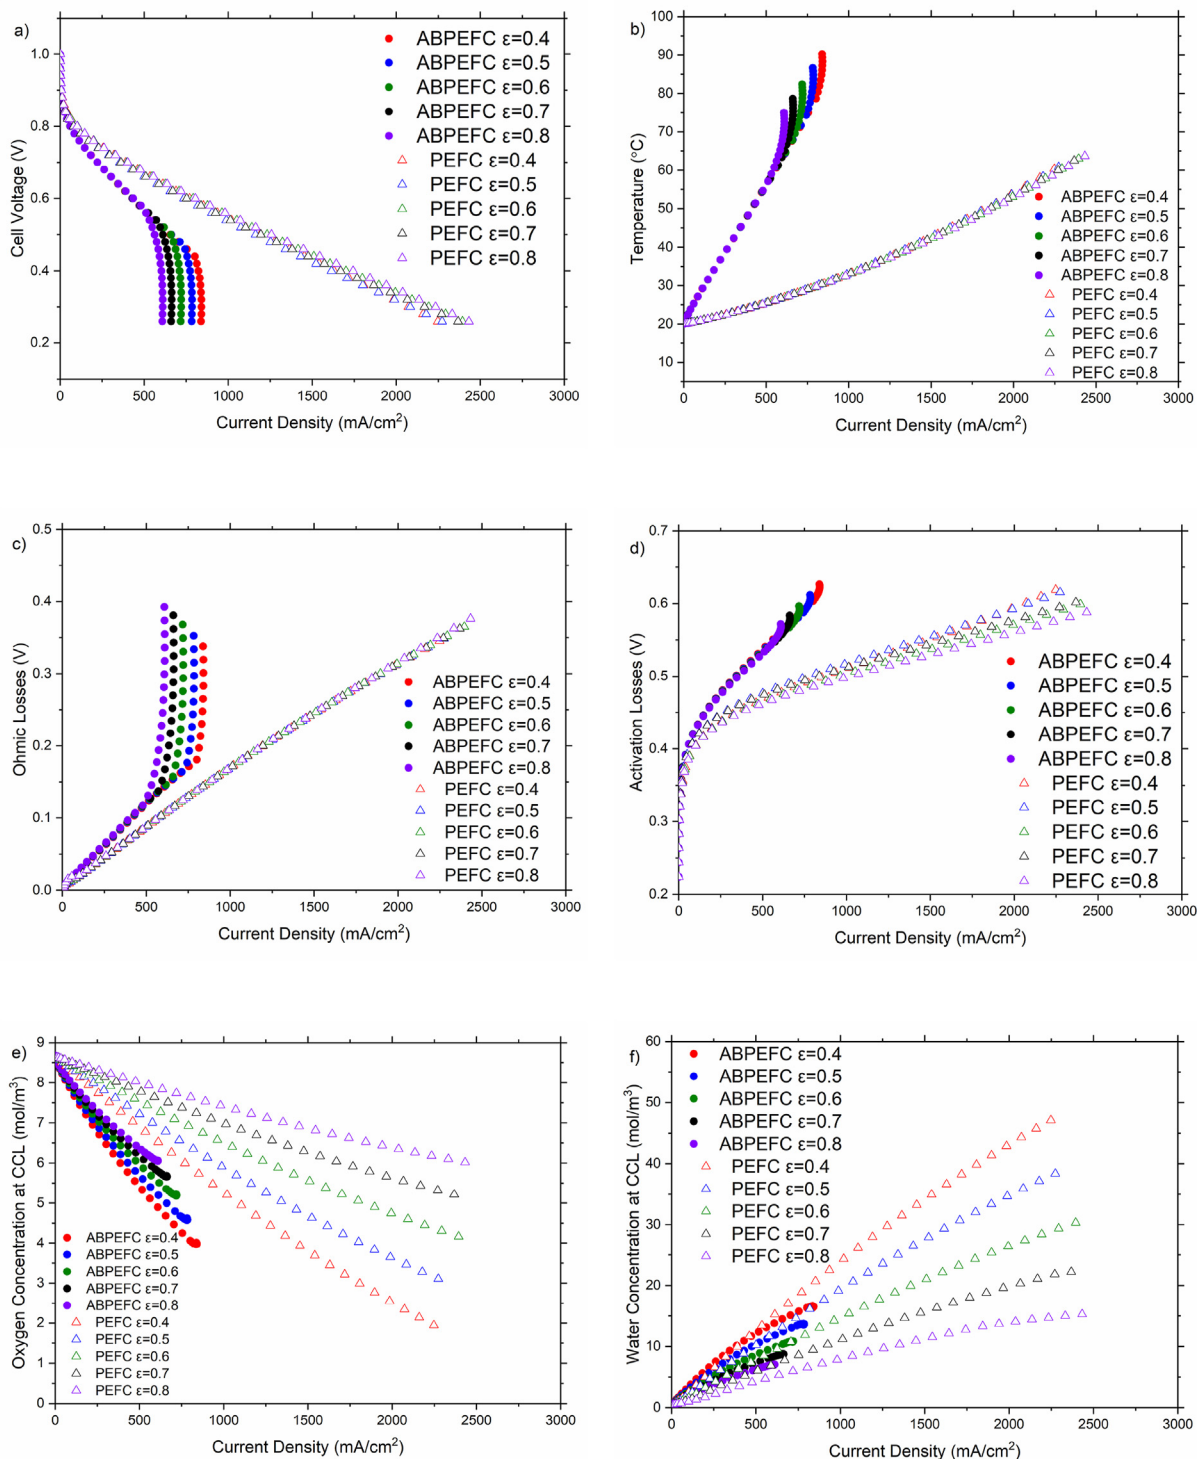 a)
ABPEFC ε=0.4
ABPEFC ε=0.5
ABPEFC ε=0.6
ABPEFC ε=0.7
ABPEFC ε=0.8
PEFC ε=0.4
PEFC ε=0.5
PEFC ε=0.6
PEFC ε=0.7
PEFC ε=0.8
1.0
0.8
0.6
0.4
0.2
Cell Voltage (V)
0 500 1000 1500 2000 2500 3000
Current Density (mA/cm²)
b)
100
90
80
70
60
50
40
30
20
10
Temperature (°C)
ABPEFC ε=0.4
ABPEFC ε=0.5
ABPEFC ε=0.6
ABPEFC ε=0.7
ABPEFC ε=0.8
PEFC ε=0.4
PEFC ε=0.5
PEFC ε=0.6
PEFC ε=0.7
PEFC ε=0.8
0 500 1000 1500 2000 2500 3000
Current Density (mA/cm²)
c)
0.5
0.4
0.3
0.2
0.1
0.0
Ohmic Losses (V)
ABPEFC ε=0.4
ABPEFC ε=0.5
ABPEFC ε=0.6
ABPEFC ε=0.7
ABPEFC ε=0.8
PEFC ε=0.4
PEFC ε=0.5
PEFC ε=0.6
PEFC ε=0.7
PEFC ε=0.8
0 500 1000 1500 2000 2500 3000
Current Density (mA/cm²)
d)
0.7
0.6
0.5
0.4
0.3
0.2
Activation Losses (V)
ABPEFC ε=0.4
ABPEFC ε=0.5
ABPEFC ε=0.6
ABPEFC ε=0.7
ABPEFC ε=0.8
PEFC ε=0.4
PEFC ε=0.5
PEFC ε=0.6
PEFC ε=0.7
PEFC ε=0.8
0 500 1000 1500 2000 2500 3000
Current Density (mA/cm²)
e)
9
8
7
6
5
4
3
2
1
0
Oxygen Concentration at CCL (mol/m³)
ABPEFC ε=0.4
ABPEFC ε=0.5
ABPEFC ε=0.6
ABPEFC ε=0.7
ABPEFC ε=0.8
PEFC ε=0.4
PEFC ε=0.5
PEFC ε=0.6
PEFC ε=0.7
PEFC ε=0.8
0 500 1000 1500 2000 2500 3000
Current Density (mA/cm²)
f)
60
50
40
30
20
10
0
Water Concentration at CCL (mol/m³)
ABPEFC ε=0.4
ABPEFC ε=0.5
ABPEFC ε=0.6
ABPEFC ε=0.7
ABPEFC ε=0.8
PEFC ε=0.4
PEFC ε=0.5
PEFC ε=0.6
PEFC ε=0.7
PEFC ε=0.8
0 500 1000 1500 2000 2500 3000
Current Density (mA/cm²)